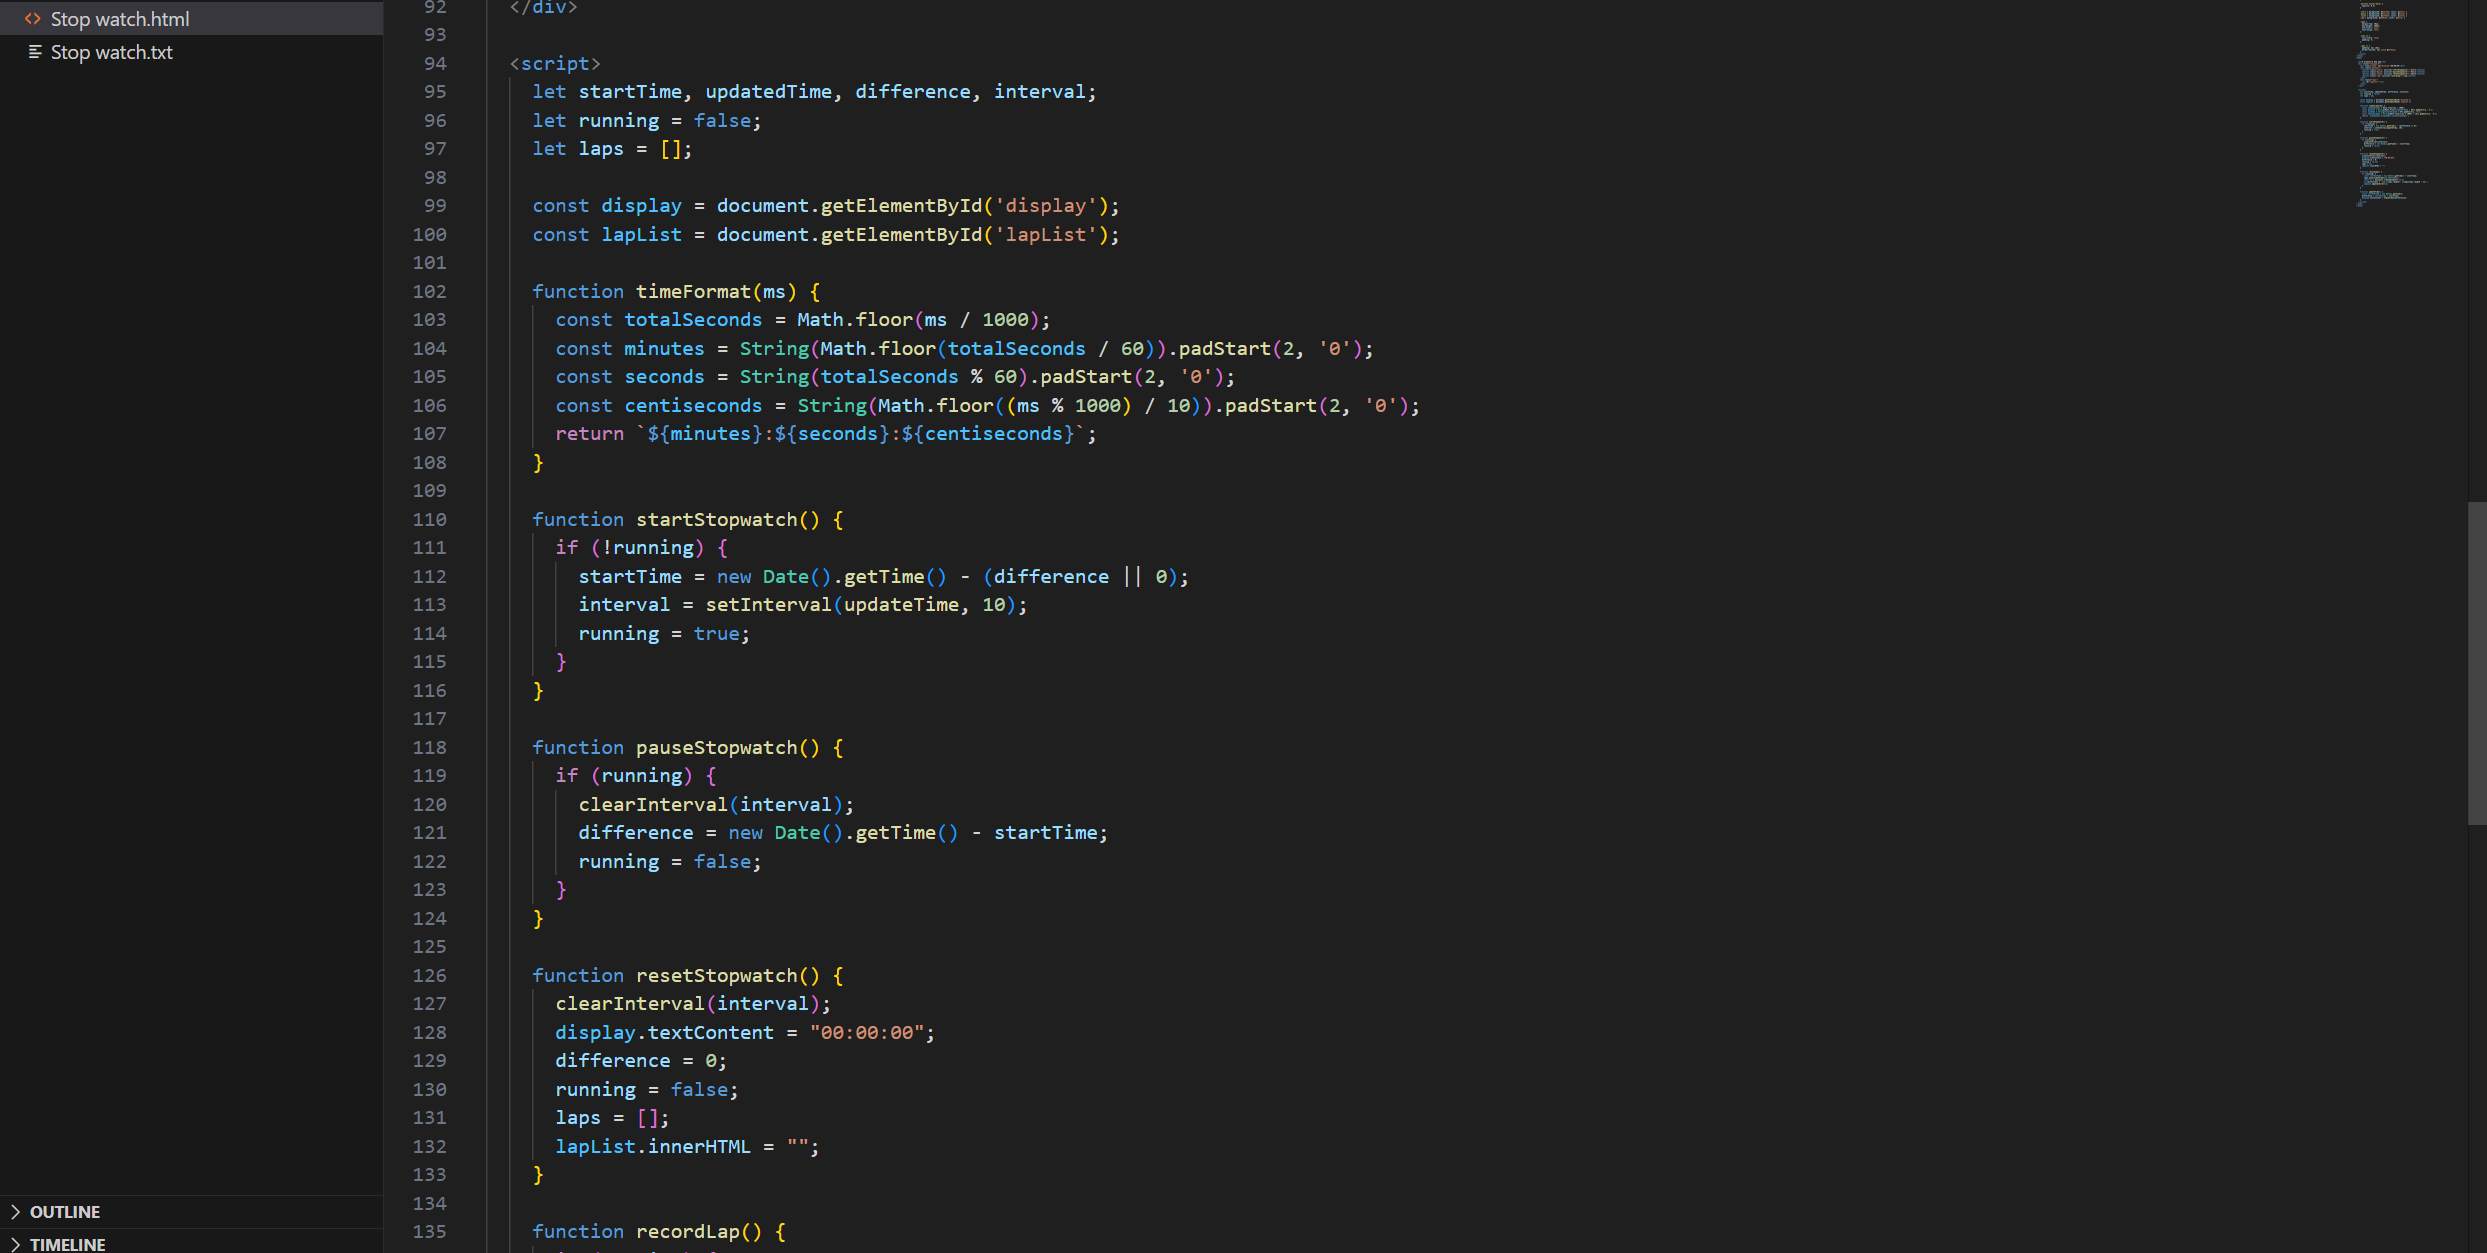 Stop watch.html
Stop watch.txt
OUTLINE
TIMELINE
92 </div>
93
94 <script>
95 let startTime, updatedTime, difference, interval;
96 let running = false;
97 let laps = [];
98
99 const display = document.getElementById('display');
100 const lapList = document.getElementById('lapList');
101
102 function timeFormat(ms) {
103 const totalSeconds = Math.floor(ms / 1000);
104 const minutes = String(Math.floor(totalSeconds / 60)).padStart(2, '0');
105 const seconds = String(totalSeconds % 60).padStart(2, '0');
106 const centiseconds = String(Math.floor((ms % 1000) / 10)).padStart(2, '0');
107 return `${minutes}:${seconds}:${centiseconds}`;
108 }
109
110 function startStopwatch() {
111 if (!running) {
112 startTime = new Date().getTime() - (difference || 0);
113 interval = setInterval(updateTime, 10);
114 running = true;
115 }
116 }
117
118 function pauseStopwatch() {
119 if (running) {
120 clearInterval(interval);
121 difference = new Date().getTime() - startTime;
122 running = false;
123 }
124 }
125
126 function resetStopwatch() {
127 clearInterval(interval);
128 display.textContent = "00:00:00";
129 difference = 0;
130 running = false;
131 laps = [];
132 lapList.innerHTML = "";
133 }
134
135 function recordLap() {